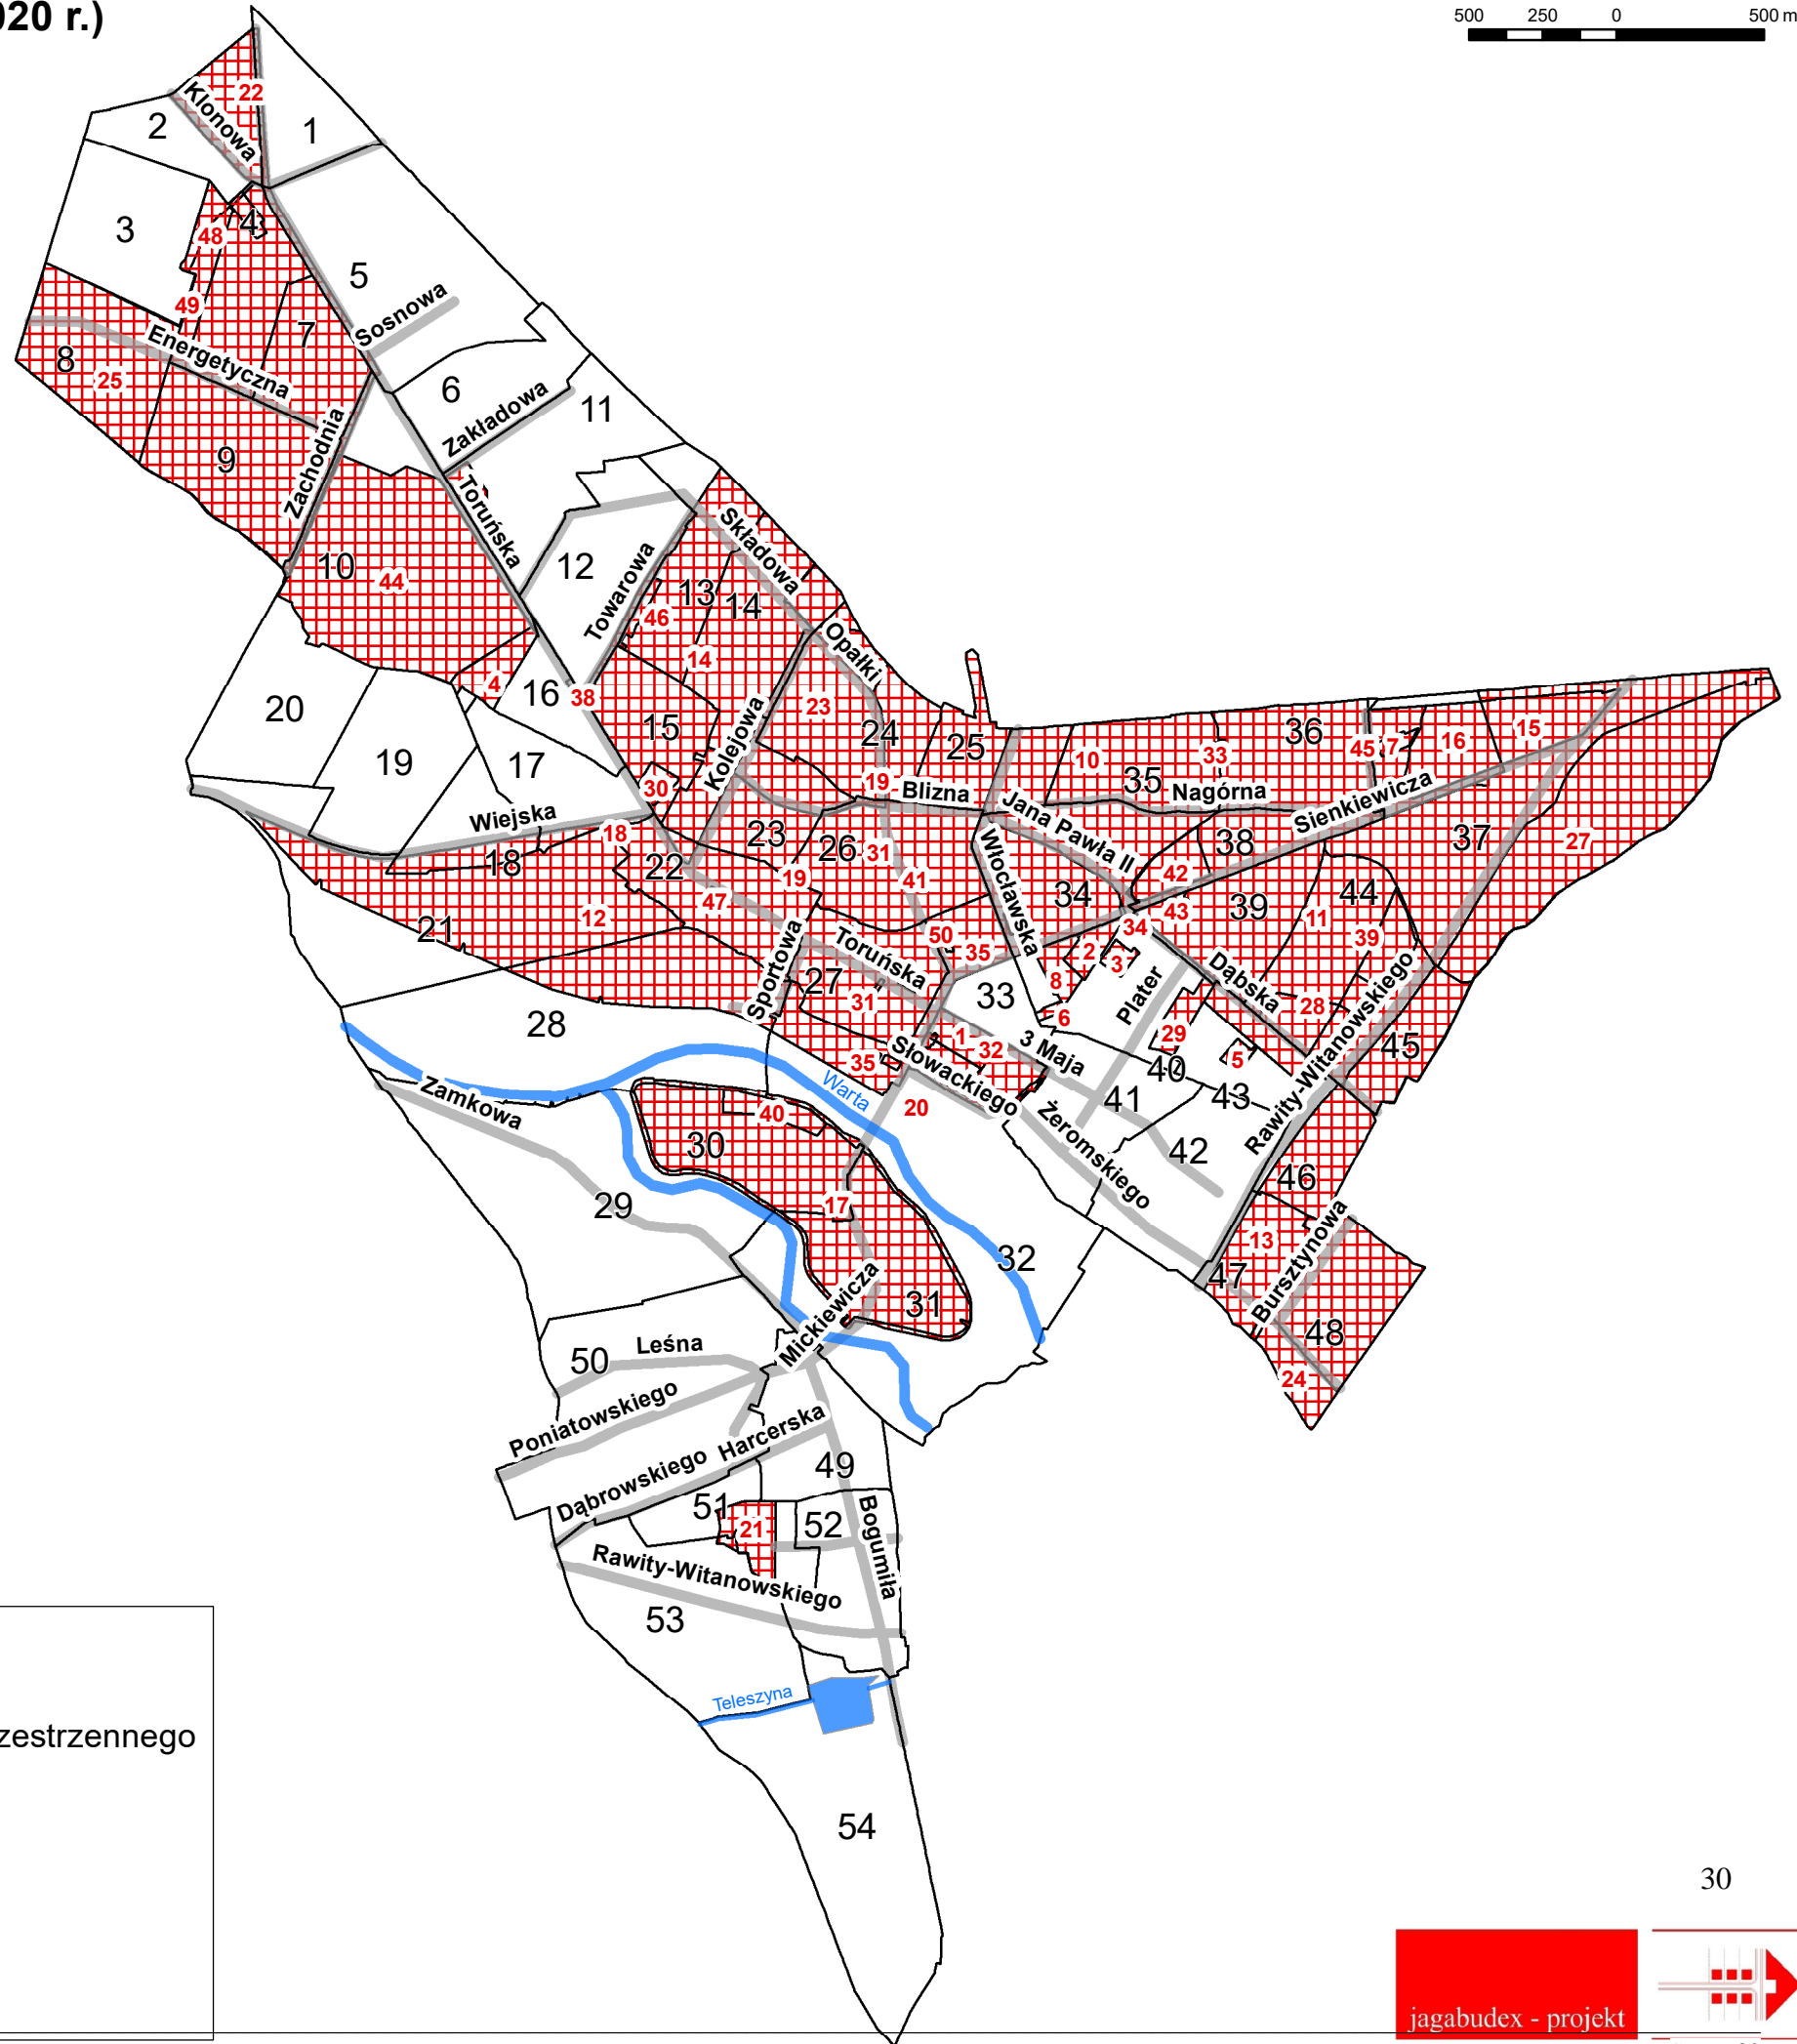 020 r.)
500 250 0 500 m
22
Klonowa
2
1
3
48
4
5
49
Sosnowa
7
Energetyczna
8
25
6
Zakładowa
11
Zachodnia
9
Toruńska
Składowa
10
44
12
Towarowa
13
14
46
Opałki
14
4
16
38
23
20
15
24
25
36
15
10
33
45
7
16
19
17
Kolejowa
30
19
Blizna
35
Nagórna
Sienkiewicza
Jana Pawła II
Wiejska
18
18
22
23
26
31
38
37
27
19
41
Włocławska
42
34
44
47
12
21
43
39
11
34
39
50
35
2
3
Toruńska
Sportowa
27
31
8
33
Plater
Dąbska
28
6
28
1
32
3 Maja
29
5
45
35
Słowackiego
40
Rawity-Witanowskiego
Zamkowa
Warta
40
20
41
43
Żeromskiego
30
42
46
29
17
13
32
Bursztynowa
47
31
48
Mickiewicza
Leśna
50
24
Poniatowskiego
Harcerska
Dąbrowskiego
49
51
21
52
Bogumiła
Rawity-Witanowskiego
53
Teleszyna
zestrzennego
54
30
jagabudex - projekt